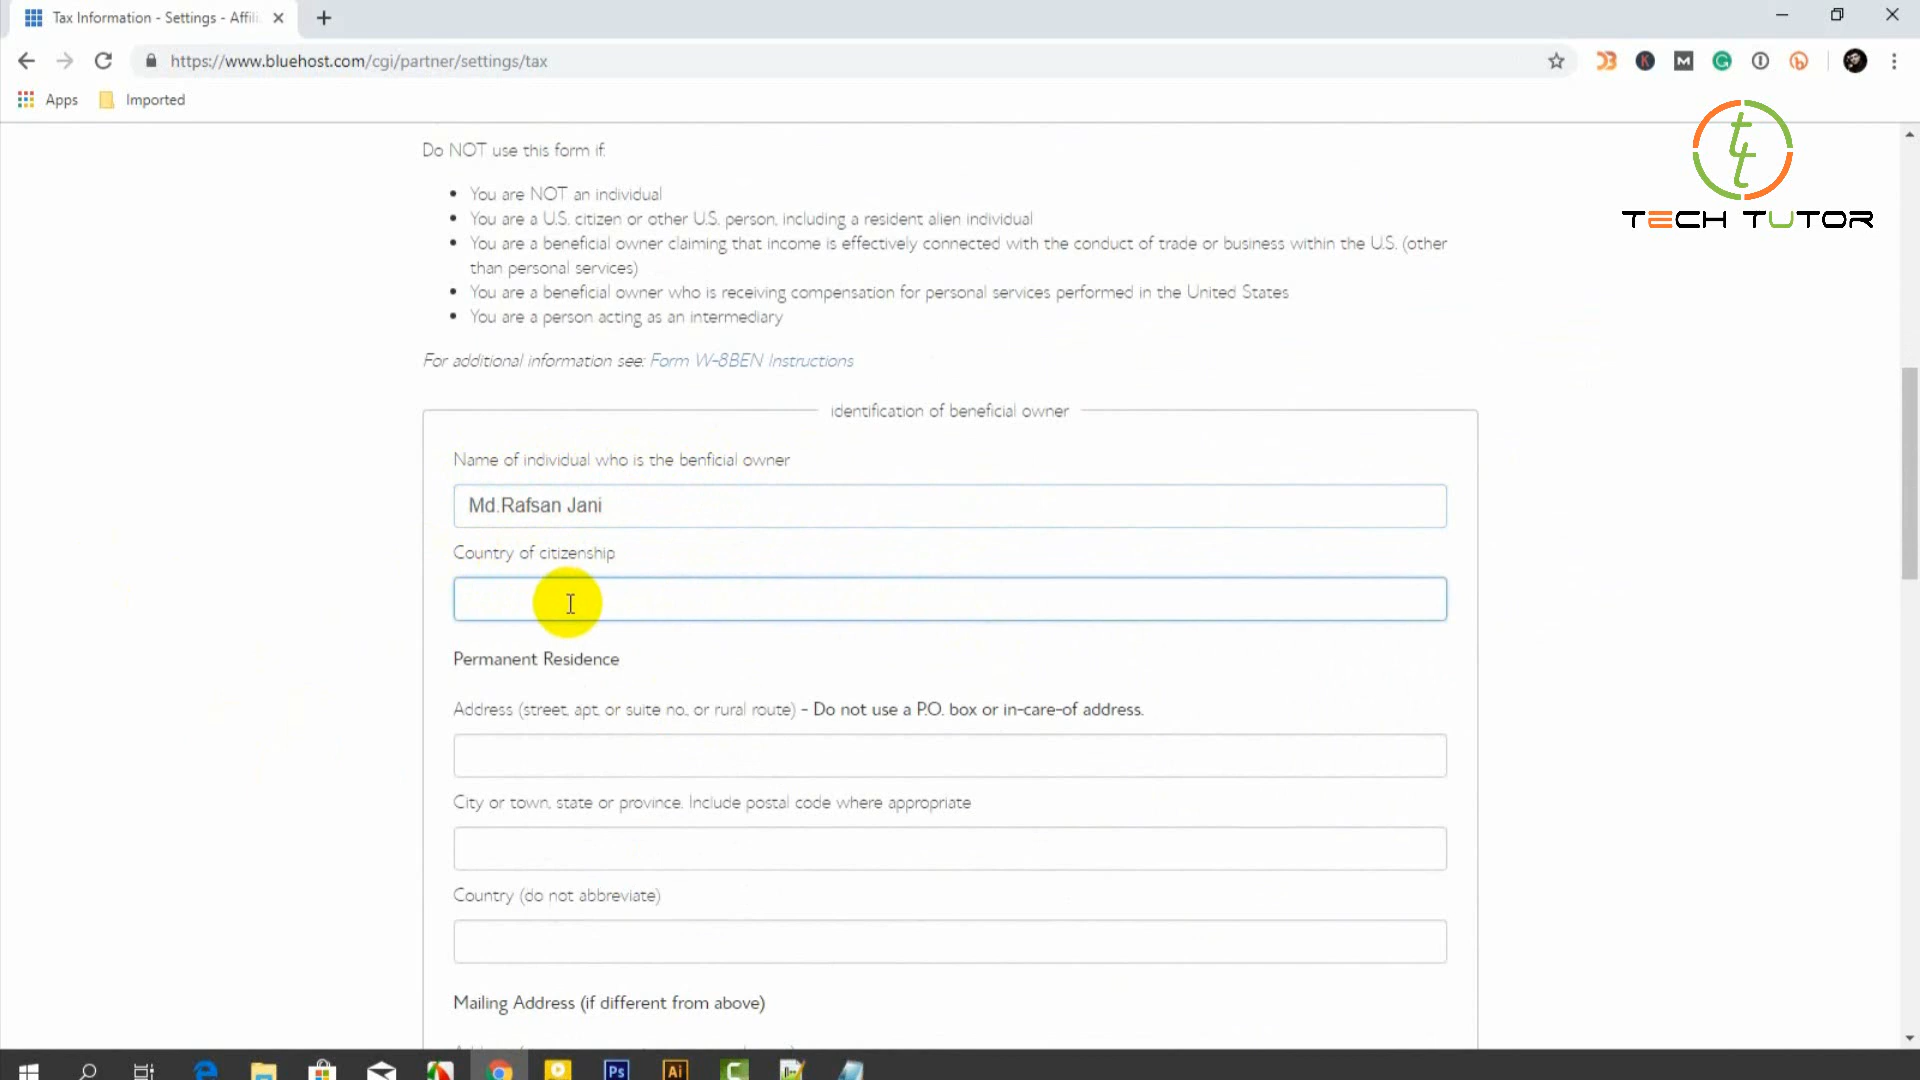 Tax Information - Settings - Affili
https://www.bluehost.com/cgi/partner/settings/tax
Apps
Imported
TECH TUTOR
Do NOT use this form if:
You are NOT an individual
You are a U.S. citizen or other U.S. person, including a resident alien individual
You are a beneficial owner claiming that income is effectively connected with the conduct of trade or business within the U.S. (other
than personal services)
You are a beneficial owner who is receiving compensation for personal services performed in the United States
You are a person acting as an intermediary
For additional information see: Form W-8BEN Instructions
identification of beneficial owner
Name of individual who is the benficial owner
Md.Rafsan Jani
Country of citizenship
Permanent Residence
Address (street, apt. or suite no., or rural route) - Do not use a P.O. box or in-care-of address.
City or town, state or province. Include postal code where appropriate
Country (do not abbreviate)
Mailing Address (if different from above)
Ps
Ai